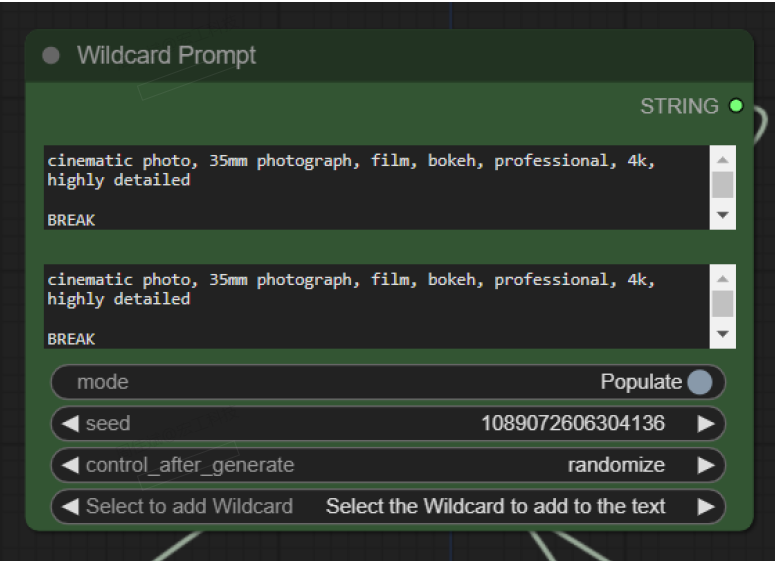 Wildcard Prompt
STRING
cinematic photo, 35mm photograph, film, bokeh, professional, 4k,
highly detailed
BREAK
cinematic photo, 35mm photograph, film, bokeh, professional, 4k,
highly detailed
BREAK
mode Populate
seed 1089072606304136
control_after_generate randomize
Select to add Wildcard Select the Wildcard to add to the text